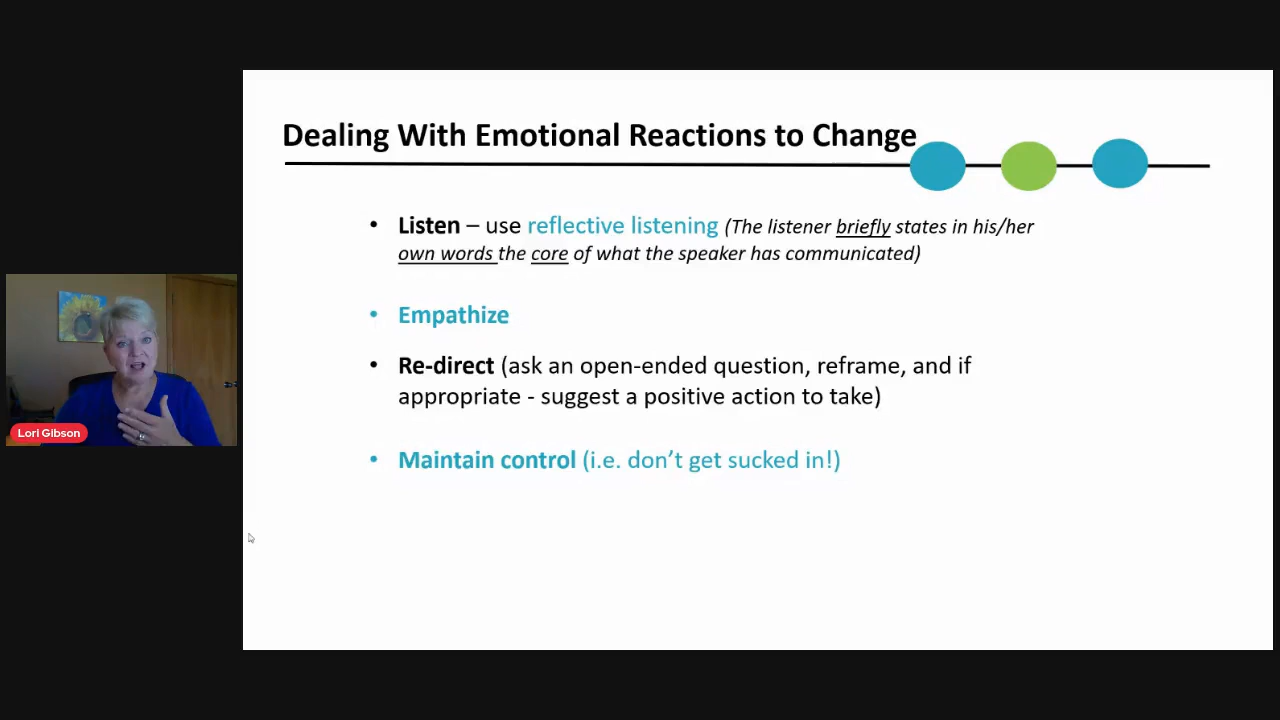 Dealing With Emotional Reactions to Change
• Listen – use reflective listening (The listener briefly states in his/her
own words the core of what the speaker has communicated)
• Empathize
• Re-direct (ask an open-ended question, reframe, and if
appropriate - suggest a positive action to take)
• Maintain control (i.e. don’t get sucked in!)
Lori Gibson